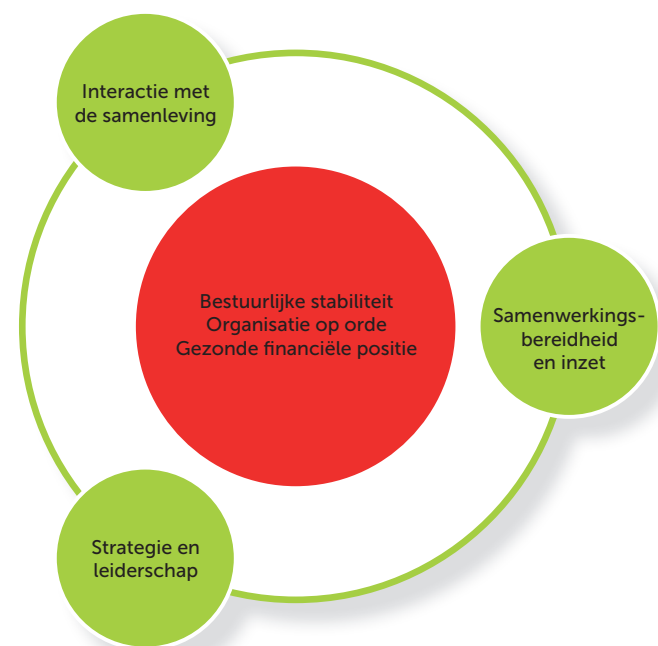 Interactie met
de samenleving
Bestuurlijke stabiliteit
Organisatie op orde
Gezonde financiële positie
Samenwerkings-
bereidheid
en inzet
Strategie en
leiderschap